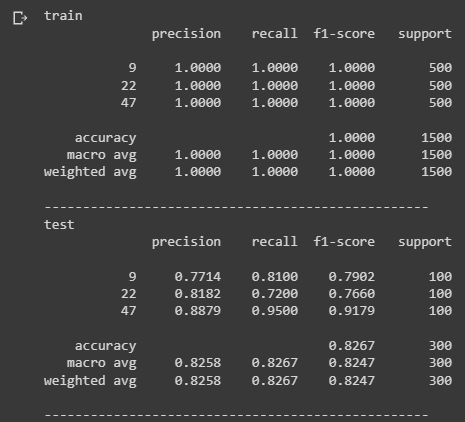 train
precision recall f1-score support
9 1.0000 1.0000 1.0000 500
22 1.0000 1.0000 1.0000 500
47 1.0000 1.0000 1.0000 500
accuracy 1.0000 1500
macro avg 1.0000 1.0000 1.0000 1500
weighted avg 1.0000 1.0000 1.0000 1500
--------------------------------------------------
test
precision recall f1-score support
9 0.7714 0.8100 0.7902 100
22 0.8182 0.7200 0.7660 100
47 0.8879 0.9500 0.9179 100
accuracy 0.8267 300
macro avg 0.8258 0.8267 0.8247 300
weighted avg 0.8258 0.8267 0.8247 300
--------------------------------------------------